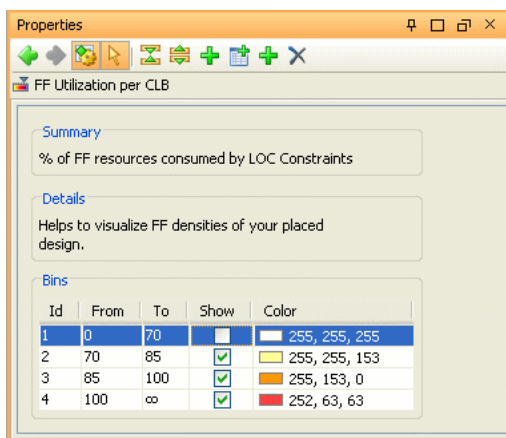 Properties
FF Utilization per CLB
Summary
% of FF resources consumed by LOC Constraints
Details
Helps to visualize FF densities of your placed
design.
Bins
Id From To Show Color
1 0 70 255, 255, 255
2 70 85 255, 255, 153
3 85 100 255, 153, 0
4 100 ∞ 252, 63, 63